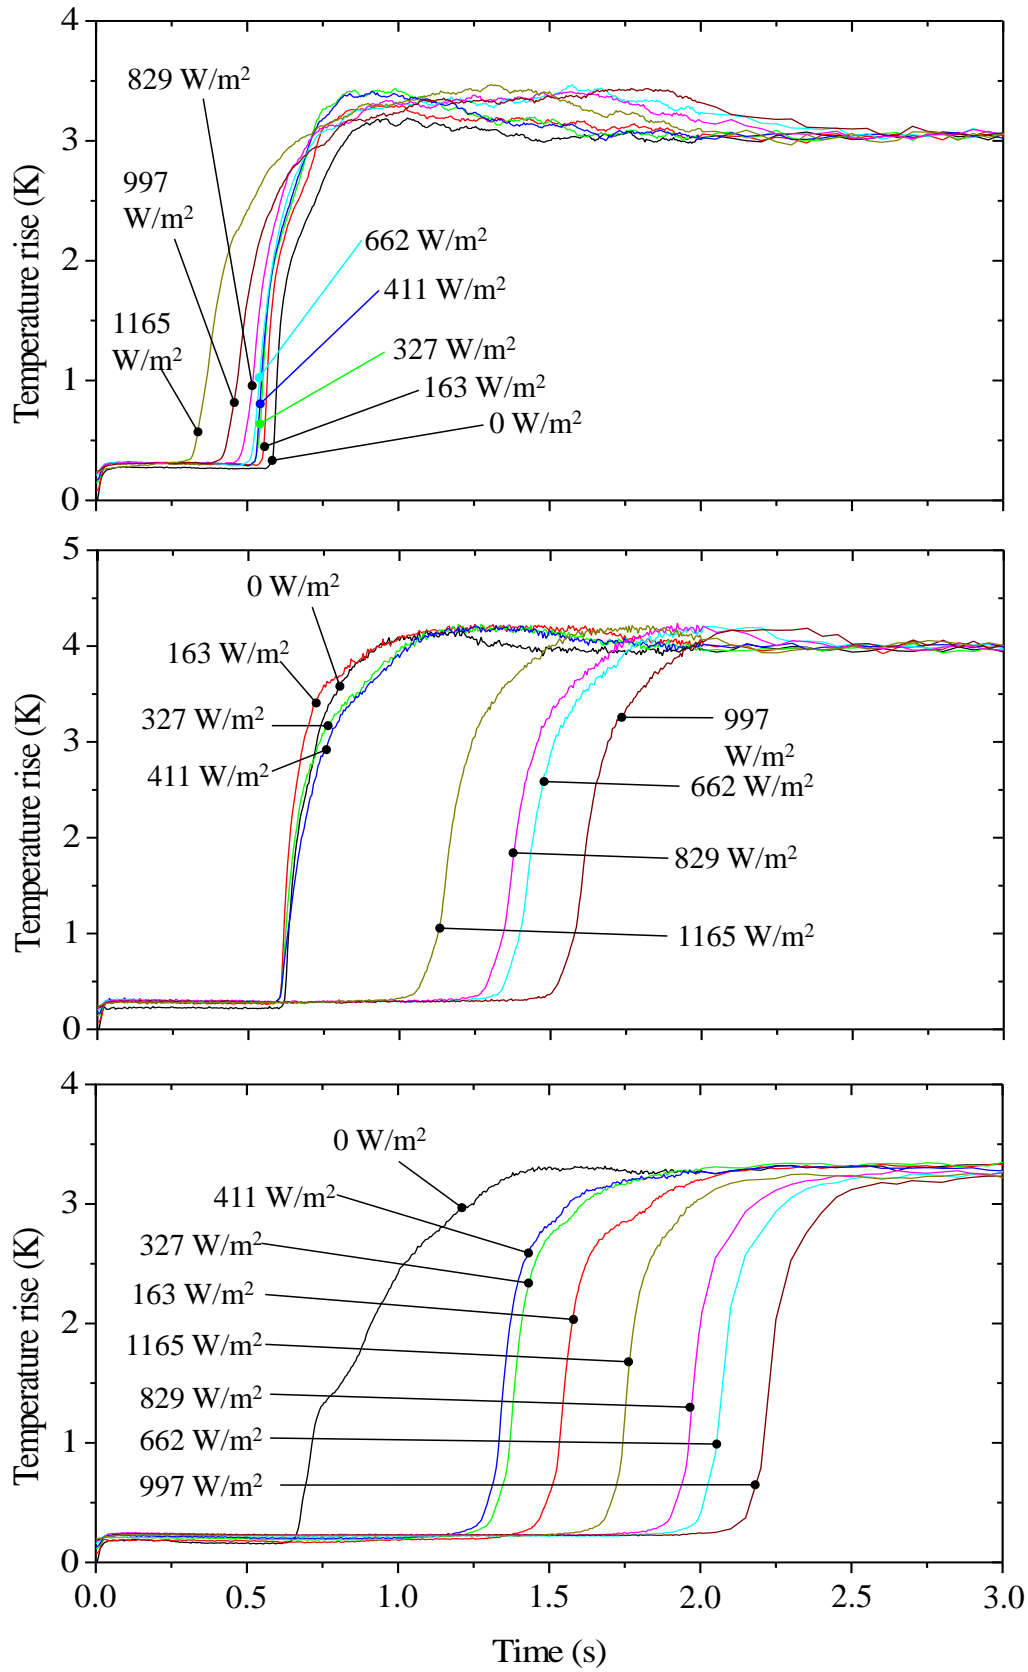 4
829 W/m²
3
997
W/m²
662 W/m²
2
411 W/m²
1165
W/m²
327 W/m²
163 W/m²
1
0 W/m²
0
Temperature rise (K)
5
0 W/m²
4
163 W/m²
327 W/m²
997
W/m²
3
411 W/m²
662 W/m²
2
829 W/m²
1
1165 W/m²
0
Temperature rise (K)
4
0 W/m²
411 W/m²
3
327 W/m²
163 W/m²
2
1165 W/m²
829 W/m²
1
662 W/m²
997 W/m²
0
Temperature rise (K)
0.0 0.5 1.0 1.5 2.0 2.5 3.0
Time (s)